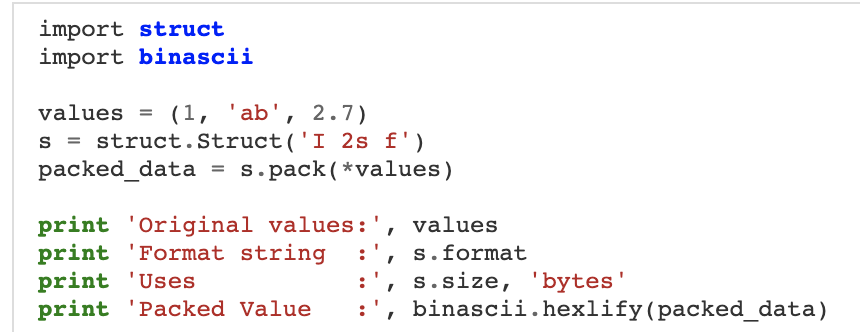 import struct
import binascii

values = (1, 'ab', 2.7)
s = struct.Struct('I 2s f')
packed_data = s.pack(*values)

print 'Original values:', values
print 'Format string  :', s.format
print 'Uses           :', s.size, 'bytes'
print 'Packed Value   :', binascii.hexlify(packed_data)